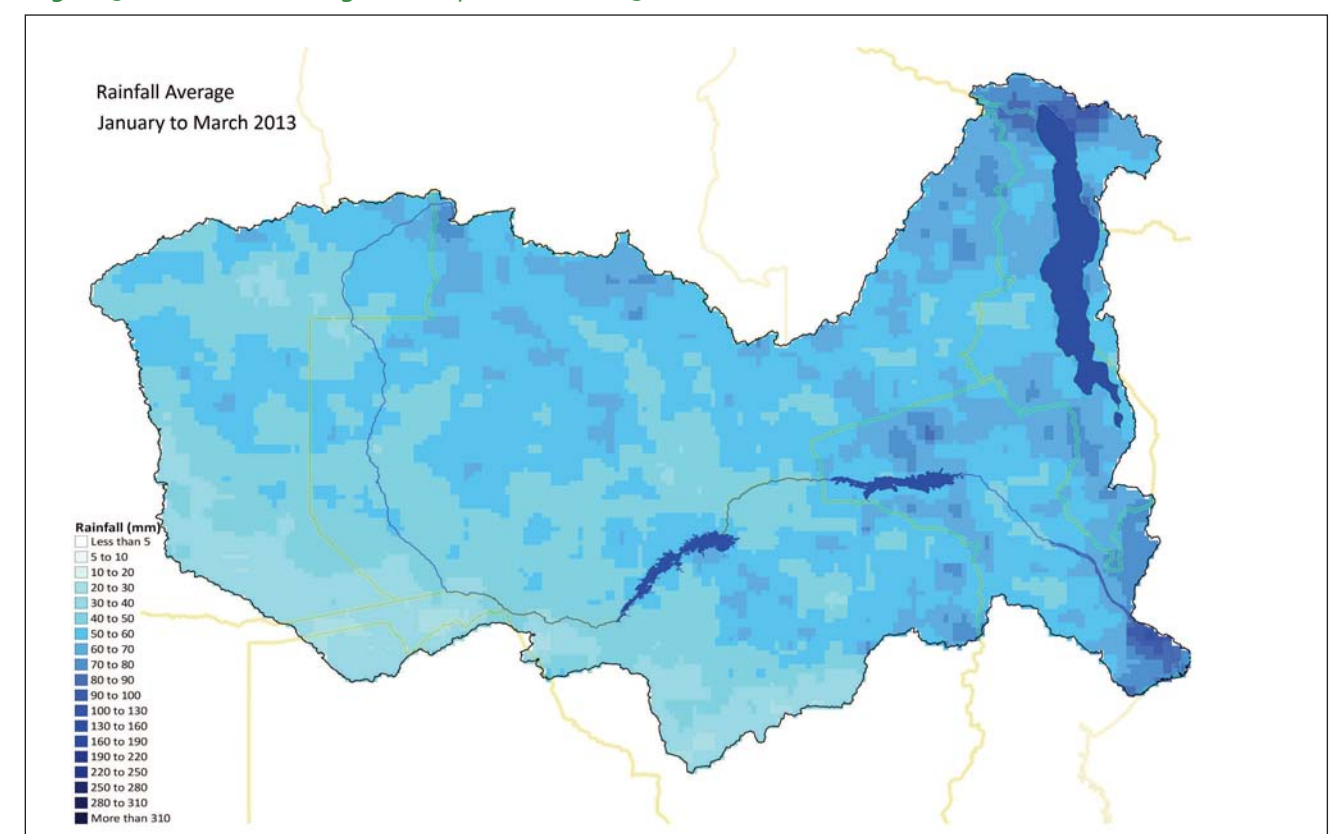 Rainfall Average
January to March 2013
Rainfall (mm)
Less than 5
5 to 10
10 to 20
20 to 30
30 to 40
40 to 50
50 to 60
60 to 70
70 to 80
80 to 90
90 to 100
100 to 130
130 to 160
160 to 190
190 to 220
220 to 250
250 to 280
280 to 310
More than 310